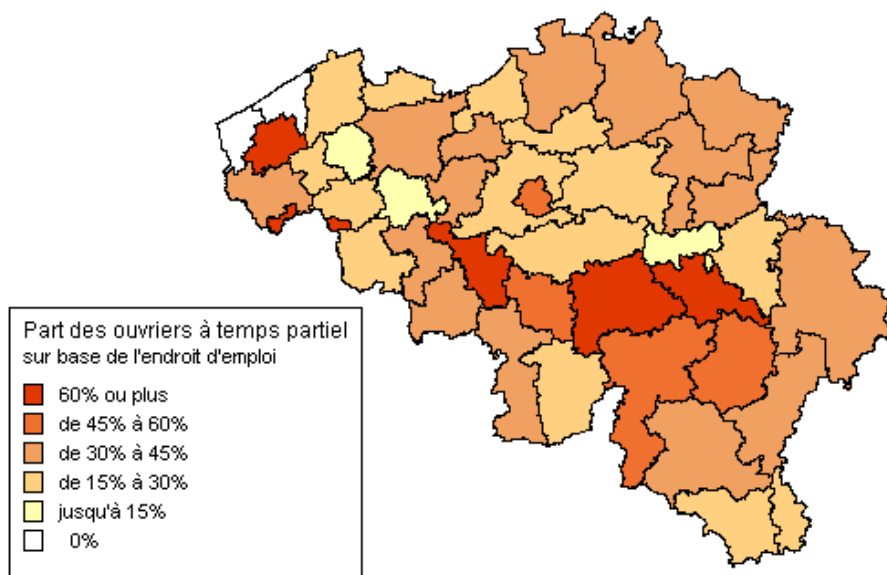 Part des ouvriers à temps partiel
sur base de l'endroit d'emploi
60% ou plus
de 45% à 60%
de 30% à 45%
de 15% à 30%
jusqu'à 15%
0%